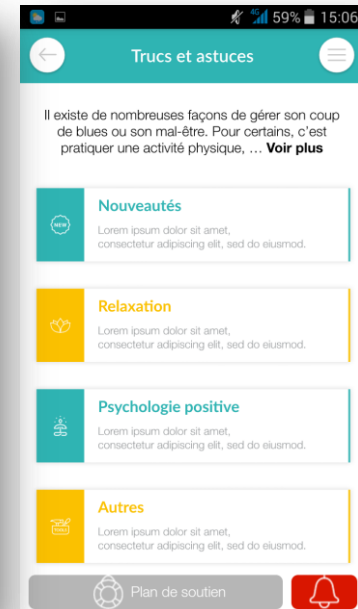 4G 59% 15:06
Trucs et astuces
Il existe de nombreuses façons de gérer son coup
de blues ou son mal-être. Pour certains, c'est
pratiquer une activité physique, … Voir plus
NEW
Nouveautés
Lorem ipsum dolor sit amet,
consectetur adipiscing elit, sed do eiusmod.
Relaxation
Lorem ipsum dolor sit amet,
consectetur adipiscing elit, sed do eiusmod.
Psychologie positive
Lorem ipsum dolor sit amet,
consectetur adipiscing elit, sed do eiusmod.
Autres
Lorem ipsum dolor sit amet,
consectetur adipiscing elit, sed do eiusmod.
Plan de soutien